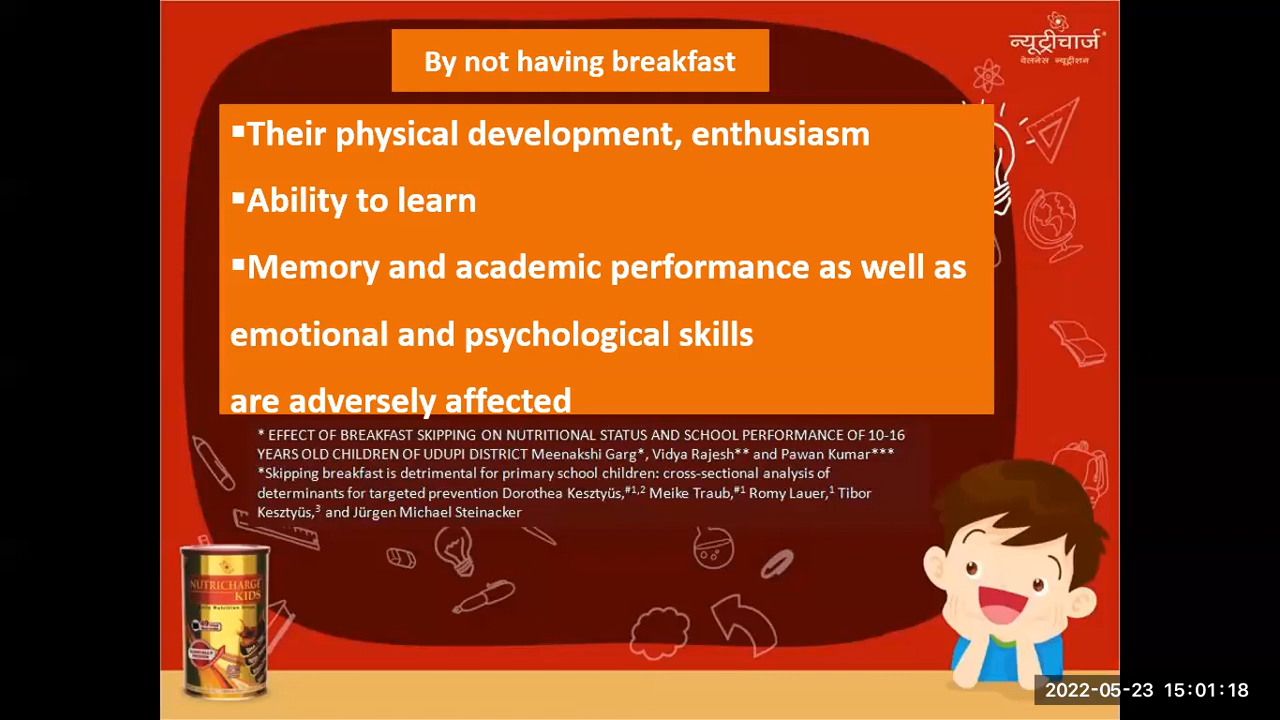 By not having breakfast
न्यूट्रीचार्ज
वेलनेस न्यूट्रीशन
▪Their physical development, enthusiasm
▪Ability to learn
▪Memory and academic performance as well as
emotional and psychological skills
are adversely affected
* EFFECT OF BREAKFAST SKIPPING ON NUTRITIONAL STATUS AND SCHOOL PERFORMANCE OF 10-16
YEARS OLD CHILDREN OF UDUPI DISTRICT Meenakshi Garg*, Vidya Rajesh** and Pawan Kumar***
*Skipping breakfast is detrimental for primary school children: cross-sectional analysis of
determinants for targeted prevention Dorothea Kesztyüs,#1,2 Meike Traub,#1 Romy Lauer,1 Tibor
Kesztyüs,3 and Jürgen Michael Steinacker
NUTRICHARGE
KIDS
2022-05-23 15:01:18